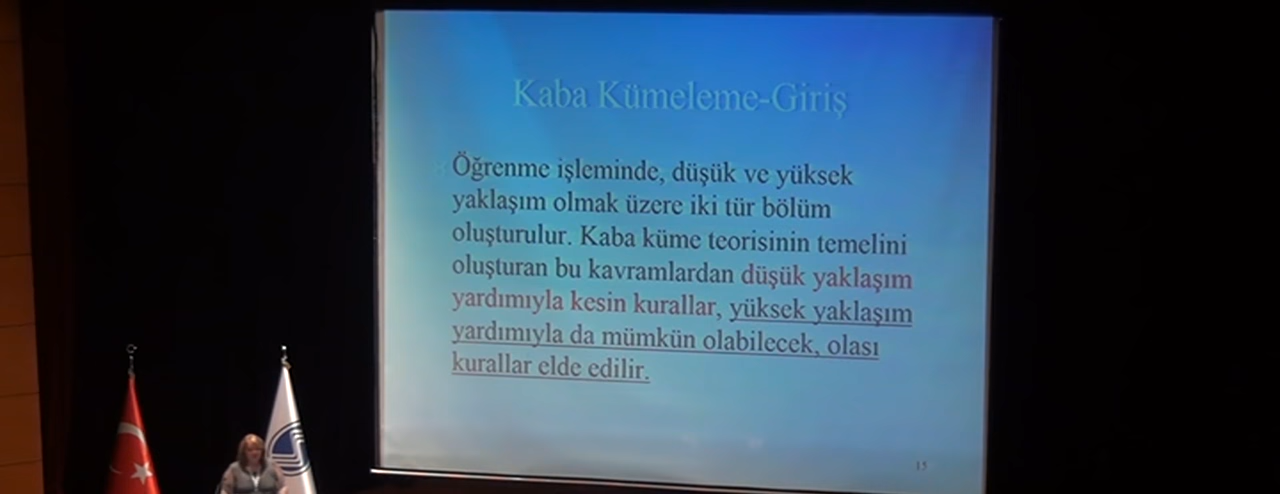 Kaba Kümeleme-Giriş
Öğrenme işleminde, düşük ve yüksek
yaklaşım olmak üzere iki tür bölüm
oluşturulur. Kaba küme teorisinin temelini
oluşturan bu kavramlardan düşük yaklaşım
yardımıyla kesin kurallar, yüksek yaklaşım
yardımıyla da mümkün olabilecek, olası
kurallar elde edilir.
15